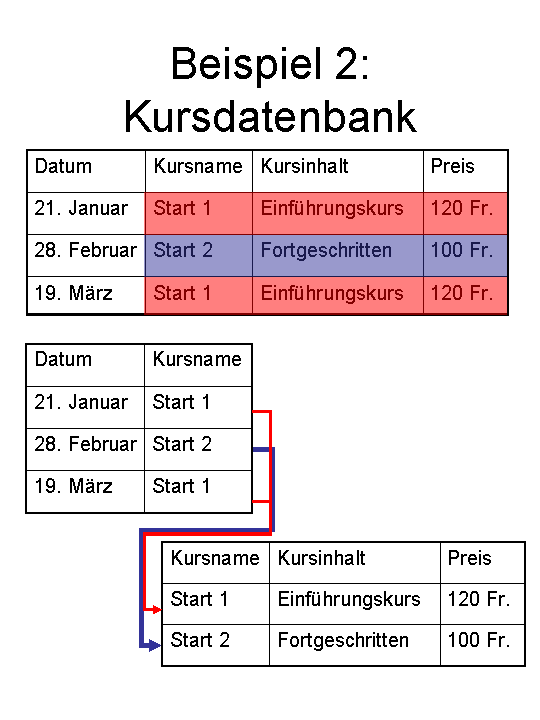 Beispiel 2:
Kursdatenbank
Datum Kursname Kursinhalt Preis
21. Januar Start 1 Einführungskurs 120 Fr.
28. Februar Start 2 Fortgeschritten 100 Fr.
19. März Start 1 Einführungskurs 120 Fr.
Datum Kursname
21. Januar Start 1
28. Februar Start 2
19. März Start 1
Kursname Kursinhalt Preis
Start 1 Einführungskurs 120 Fr.
Start 2 Fortgeschritten 100 Fr.